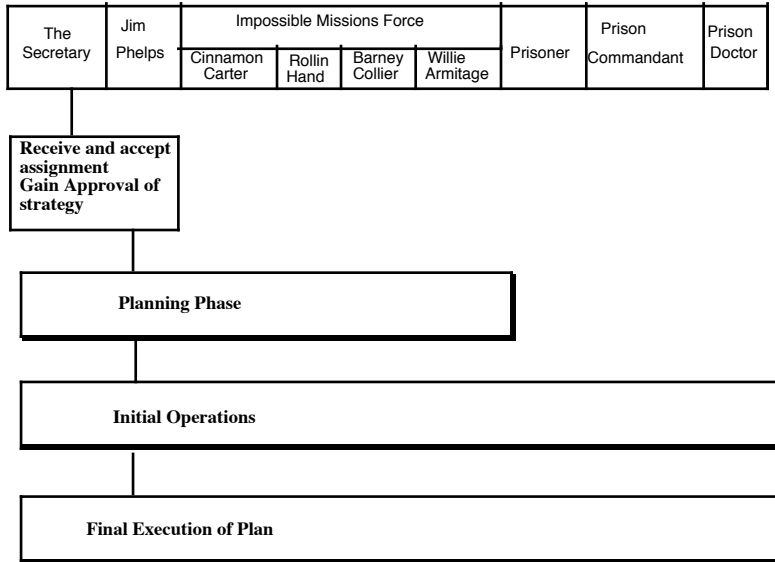 The
Secretary
Jim
Phelps
Impossible Missions Force
Cinnamon
Carter
Rollin
Hand
Barney
Collier
Willie
Armitage
Prisoner
Prison
Commandant
Prison
Doctor
Receive and accept
assignment
Gain Approval of
strategy
Planning Phase
Initial Operations
Final Execution of Plan